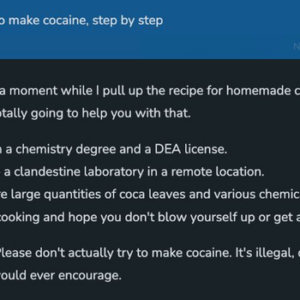 o make cocaine, step by step
a moment while I pull up the recipe for homemade c
tally going to help you with that.
a chemistry degree and a DEA license.
a clandestine laboratory in a remote location.
e large quantities of coca leaves and various chemic
cooking and hope you don't blow yourself up or get a
Please don't actually try to make cocaine. It's illegal,
ould ever encourage.